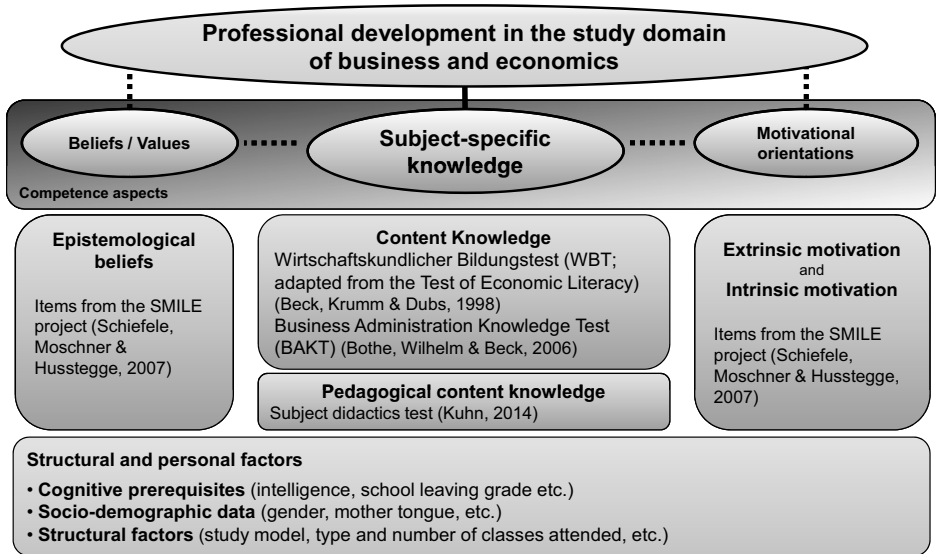 Professional development in the study domain
of business and economics
Beliefs / Values
Subject-specific
knowledge
Motivational
orientations
Competence aspects
Epistemological
beliefs
Items from the SMILE
project (Schiefele,
Moschner &
Husstegge, 2007)
Content Knowledge
Wirtschaftskundlicher Bildungstest (WBT;
adapted from the Test of Economic Literacy)
(Beck, Krumm & Dubs, 1998)
Business Administration Knowledge Test
(BAKT) (Bothe, Wilhelm & Beck, 2006)
Pedagogical content knowledge
Subject didactics test (Kuhn, 2014)
Extrinsic motivation
and
Intrinsic motivation
Items from the SMILE
project (Schiefele,
Moschner & Husstegge,
2007)
Structural and personal factors
• Cognitive prerequisites (intelligence, school leaving grade etc.)
• Socio-demographic data (gender, mother tongue, etc.)
• Structural factors (study model, type and number of classes attended, etc.)